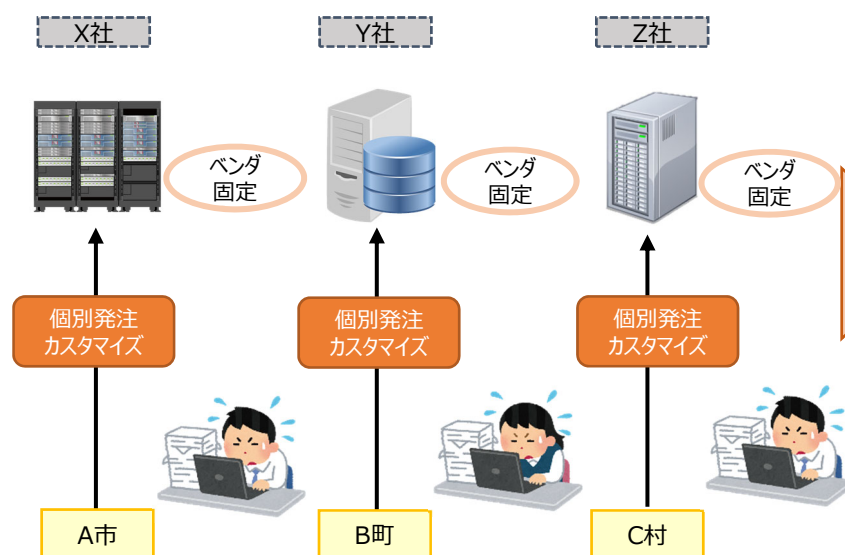 X社
Y社
Z社
ベンダ
固定
ベンダ
固定
ベンダ
固定
個別発注
カスタマイズ
個別発注
カスタマイズ
個別発注
カスタマイズ
A市
B町
C村